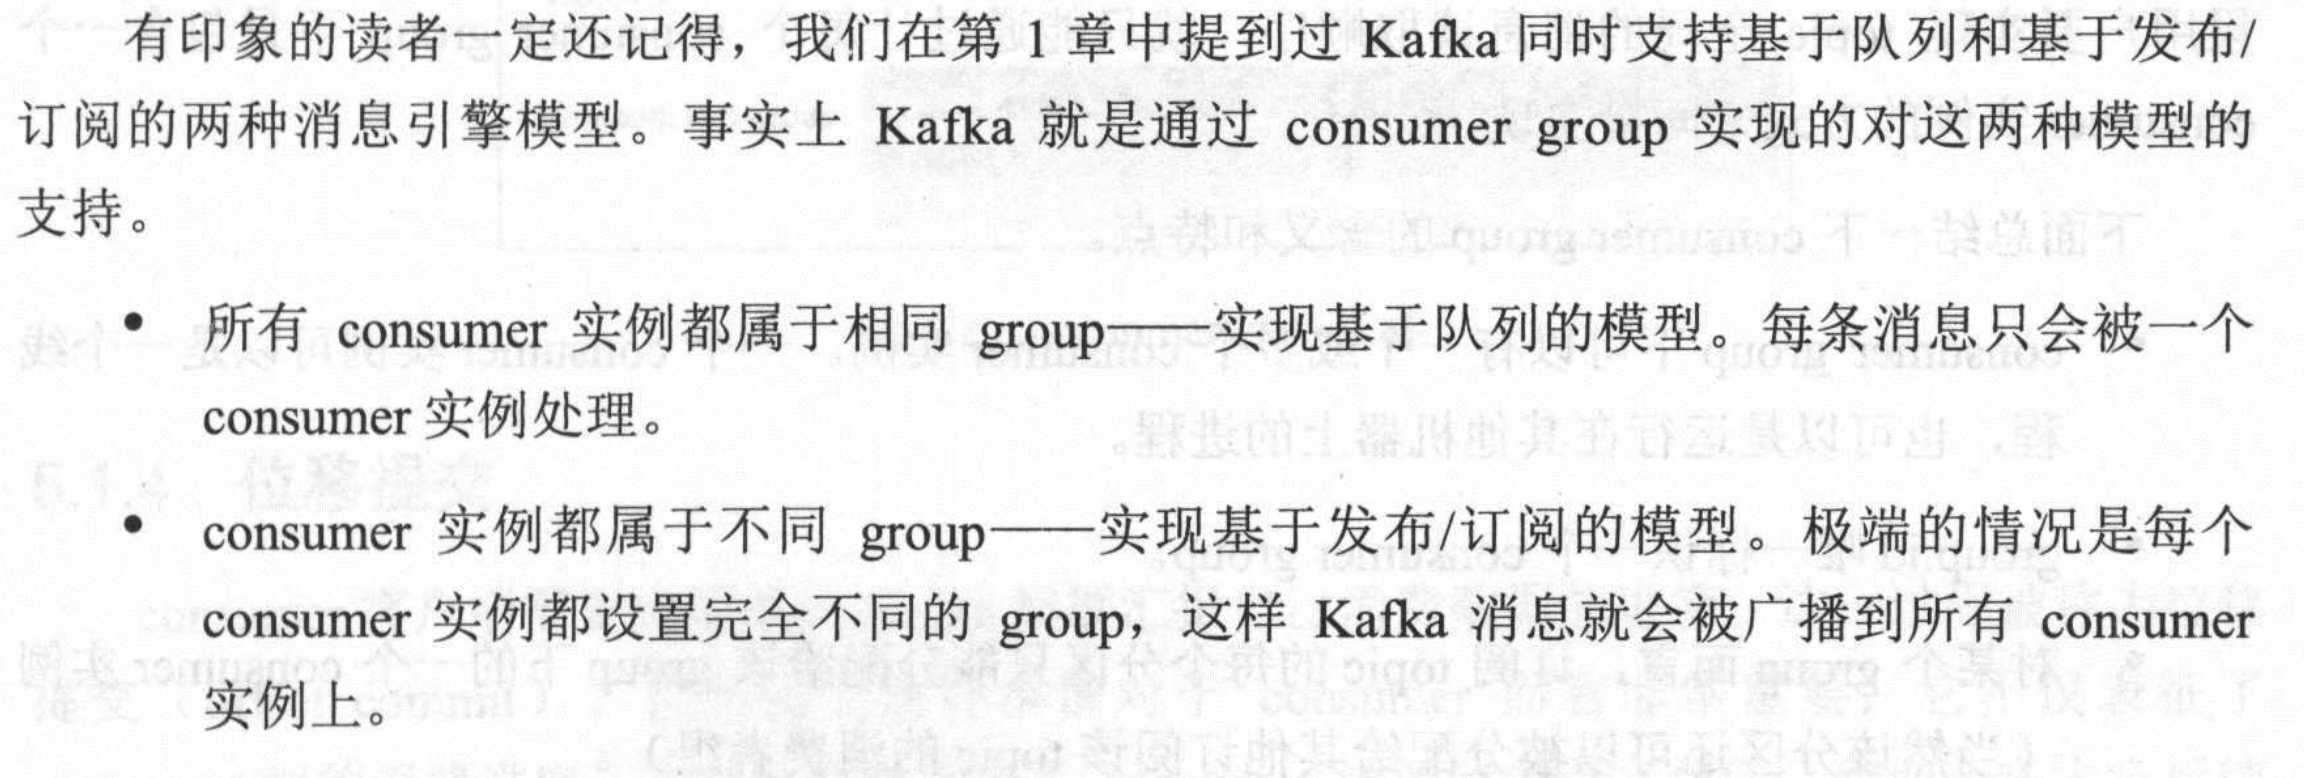 有印象的读者一定还记得，我们在第 1 章中提到过 Kafka 同时支持基于队列和基于发布/
订阅的两种消息引擎模型。事实上 Kafka 就是通过 consumer group 实现的对这两种模型的
支持。
• 所有 consumer 实例都属于相同 group——实现基于队列的模型。每条消息只会被一个
consumer 实例处理。
• consumer 实例都属于不同 group——实现基于发布/订阅的模型。极端的情况是每个
consumer 实例都设置完全不同的 group，这样 Kafka 消息就会被广播到所有 consumer
实例上。